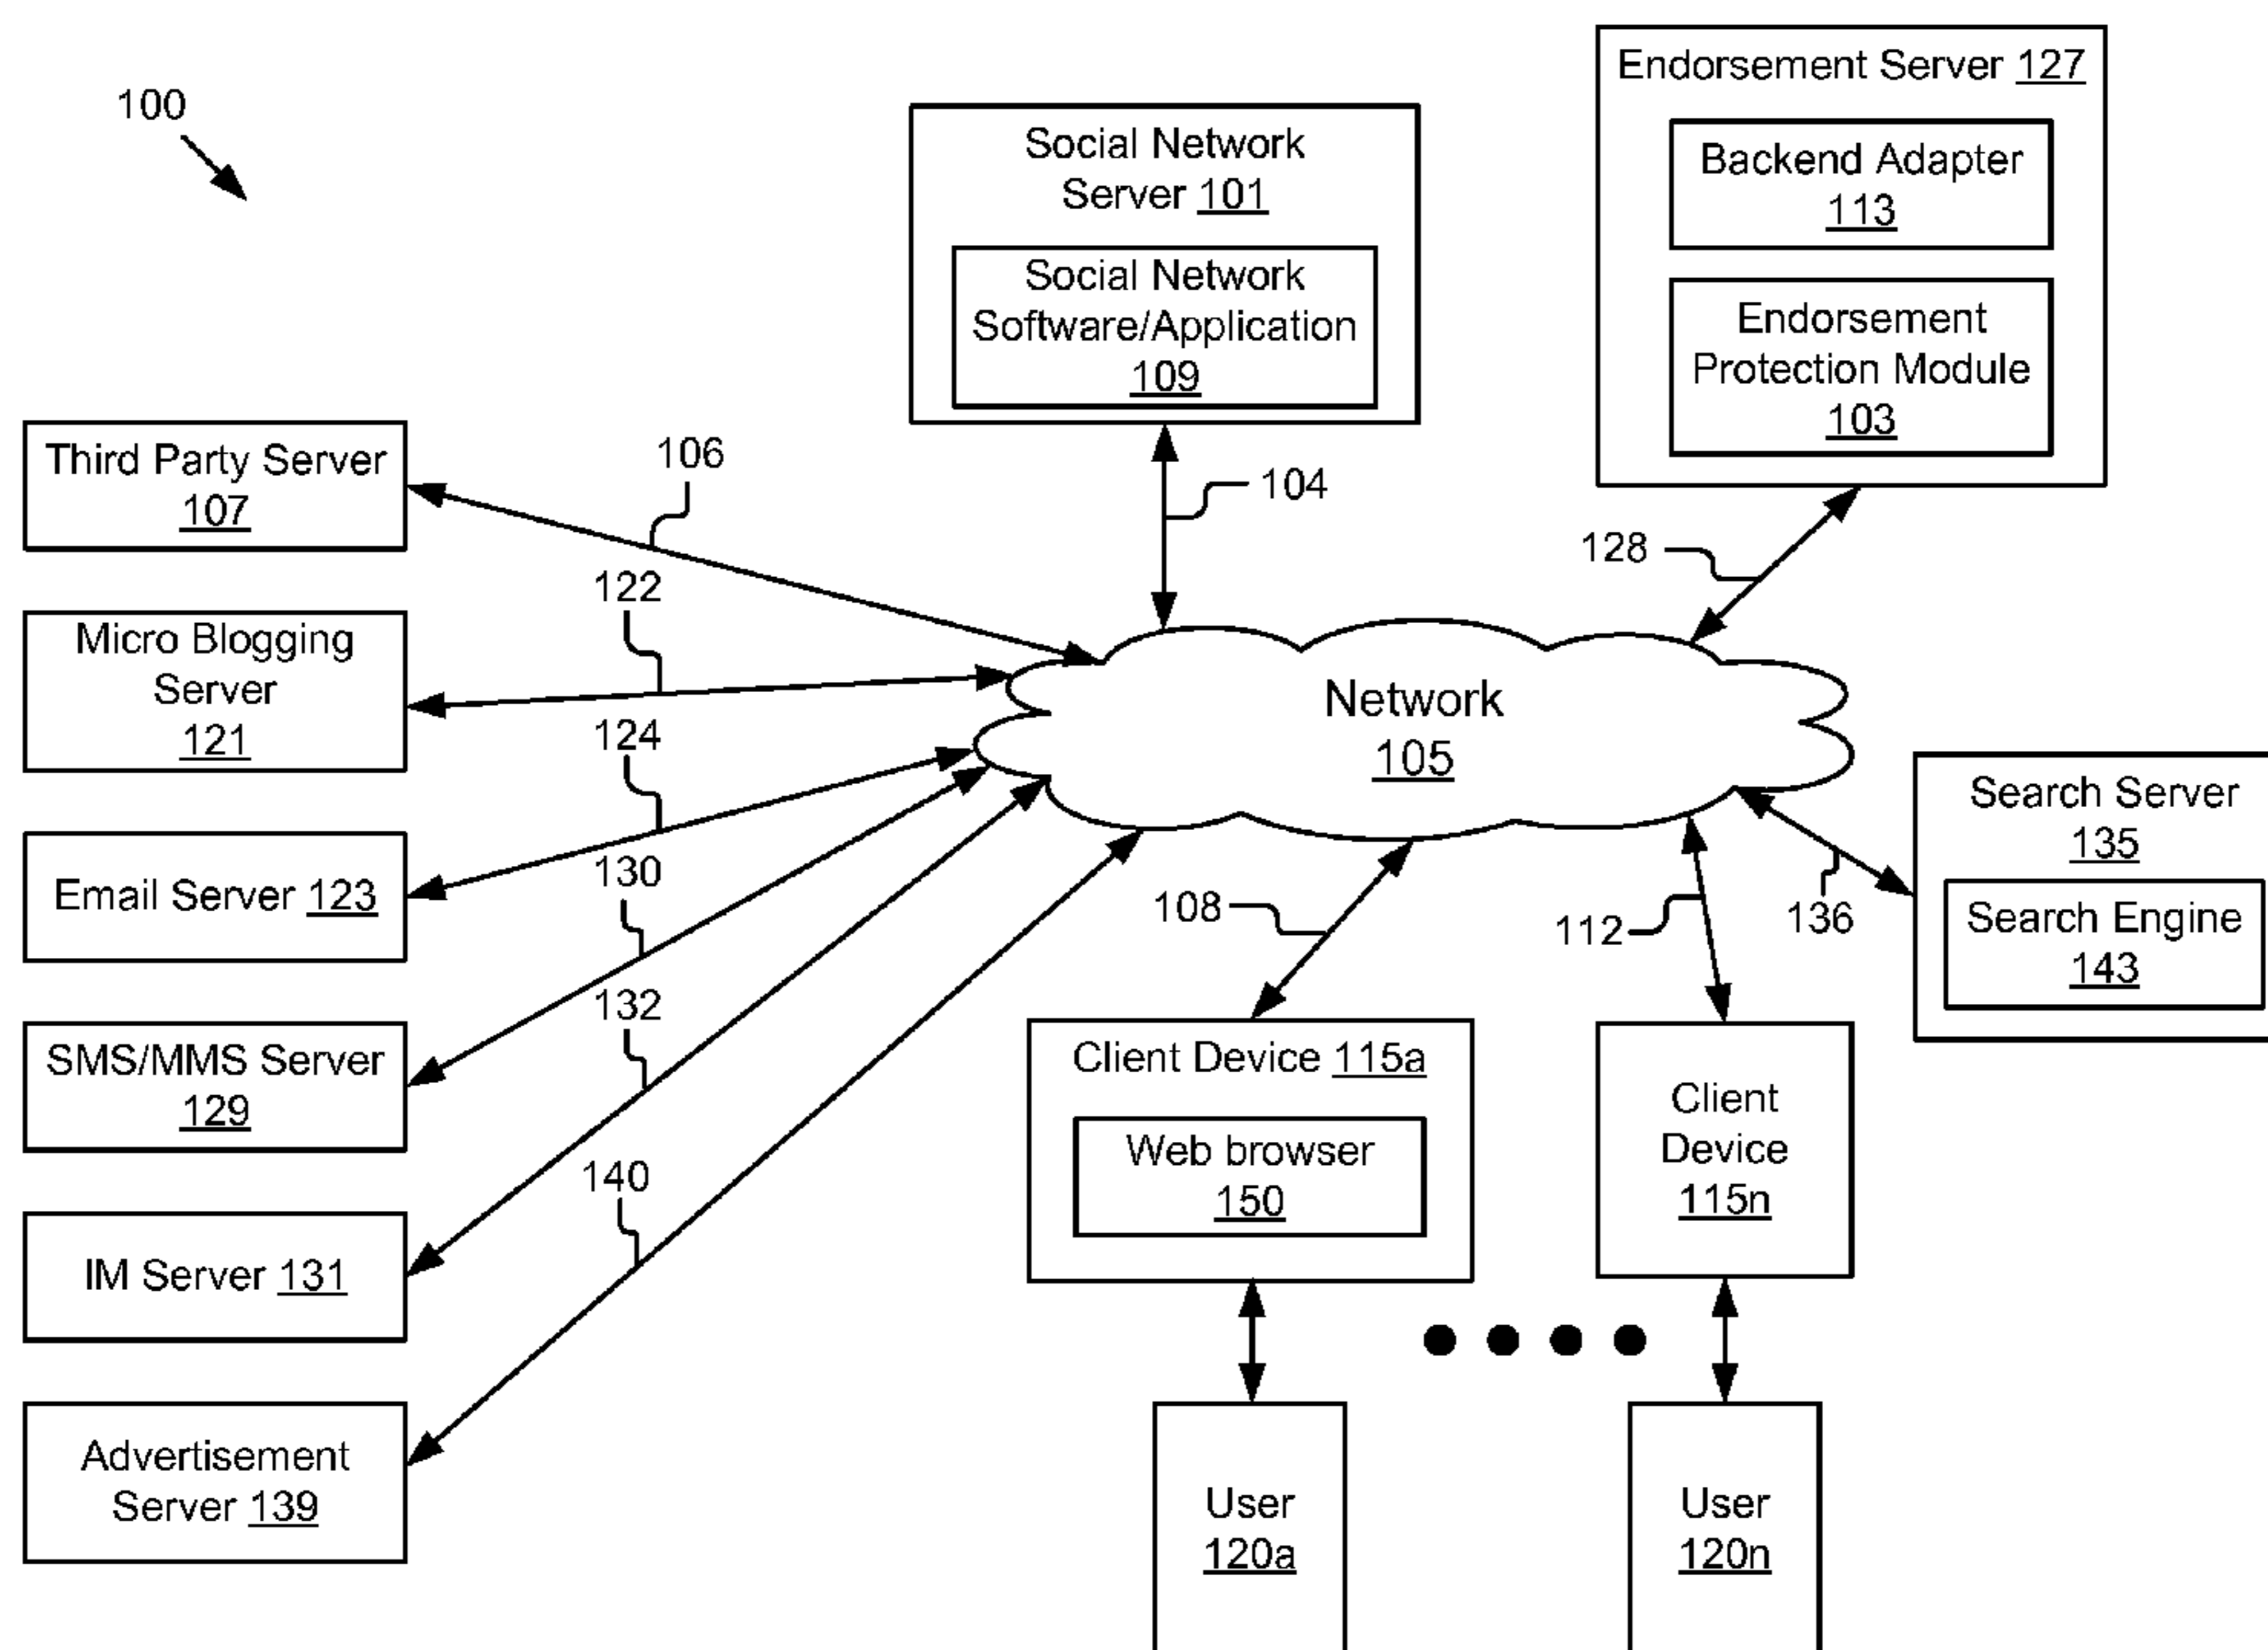 100
Social Network
Server 101
Social Network
Software/Application
109
Endorsement Server 127
Backend Adapter
113
Endorsement
Protection Module
103
Third Party Server
107
106
104
128
Micro Blogging
Server
121
122
124
Network
105
Email Server 123
130
108
112
136
Search Server
135
Search Engine
143
SMS/MMS Server
129
132
Client Device 115a
Web browser
150
Client
Device
115n
IM Server 131
140
Advertisement
Server 139
User
120a
User
120n